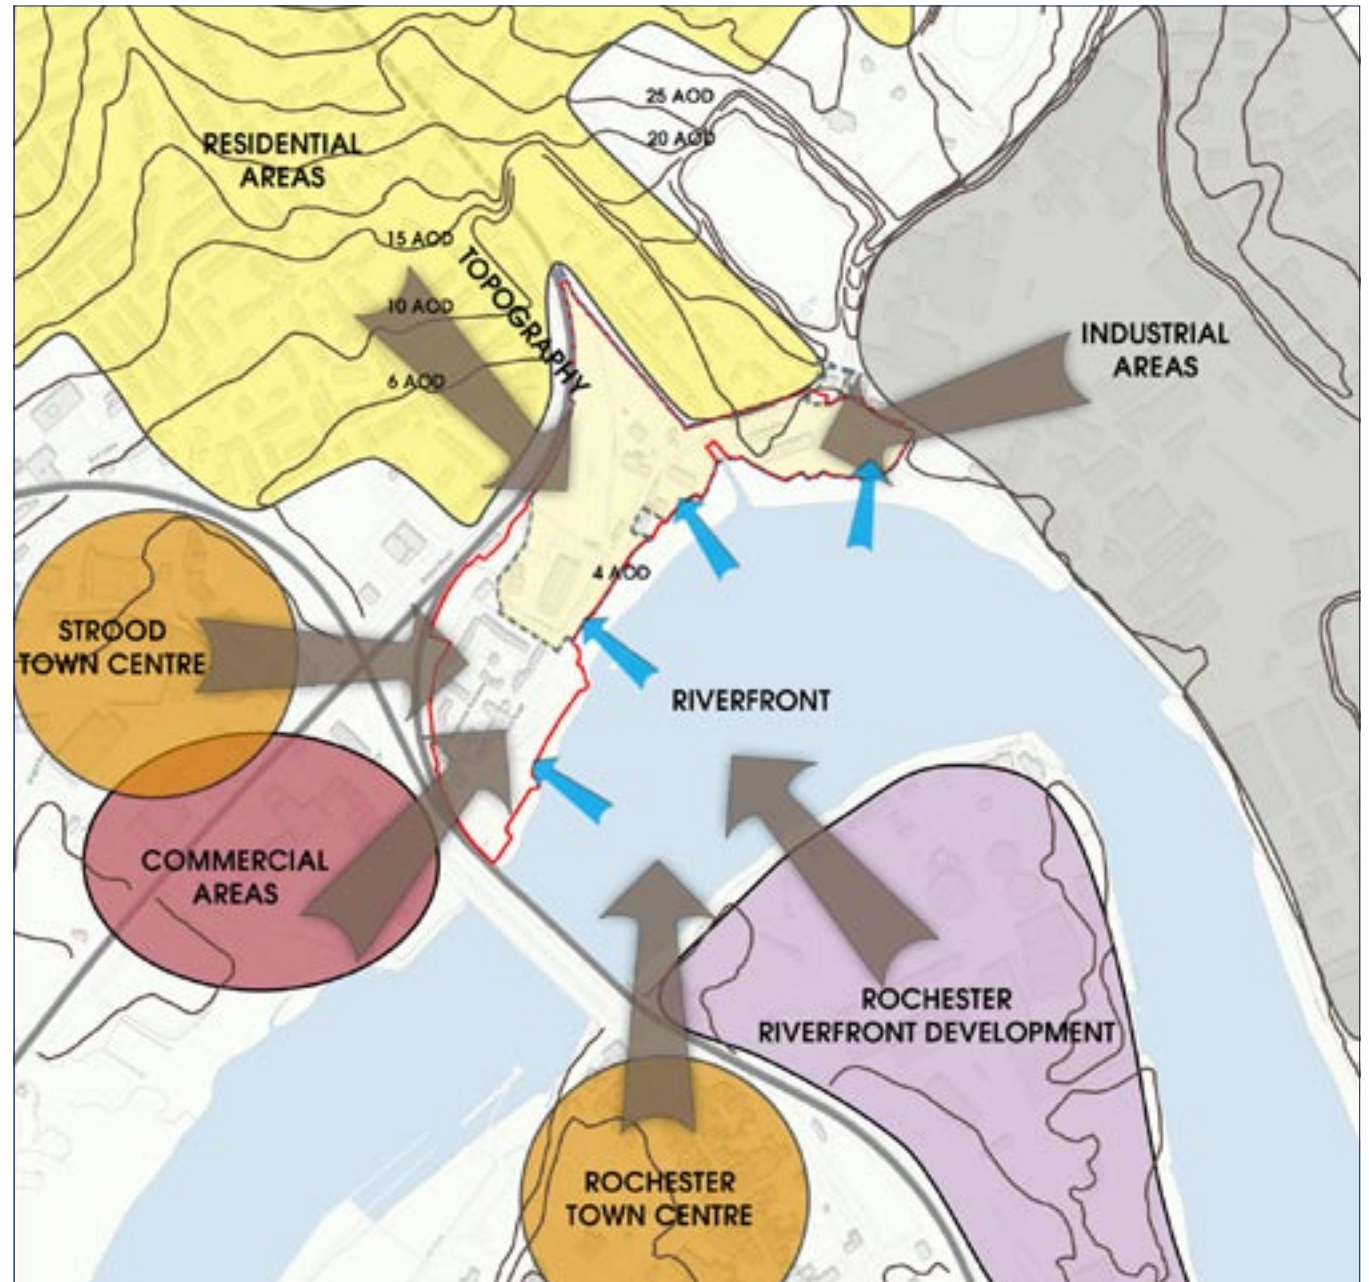 25 AOD
20 AOD
RESIDENTIAL
AREAS
15 AOD
TOPOGRAPHY
10 AOD
6 AOD
INDUSTRIAL
AREAS
4 AOD
STROOD
TOWN CENTRE
RIVERFRONT
COMMERCIAL
AREAS
ROCHESTER
RIVERFRONT DEVELOPMENT
ROCHESTER
TOWN CENTRE